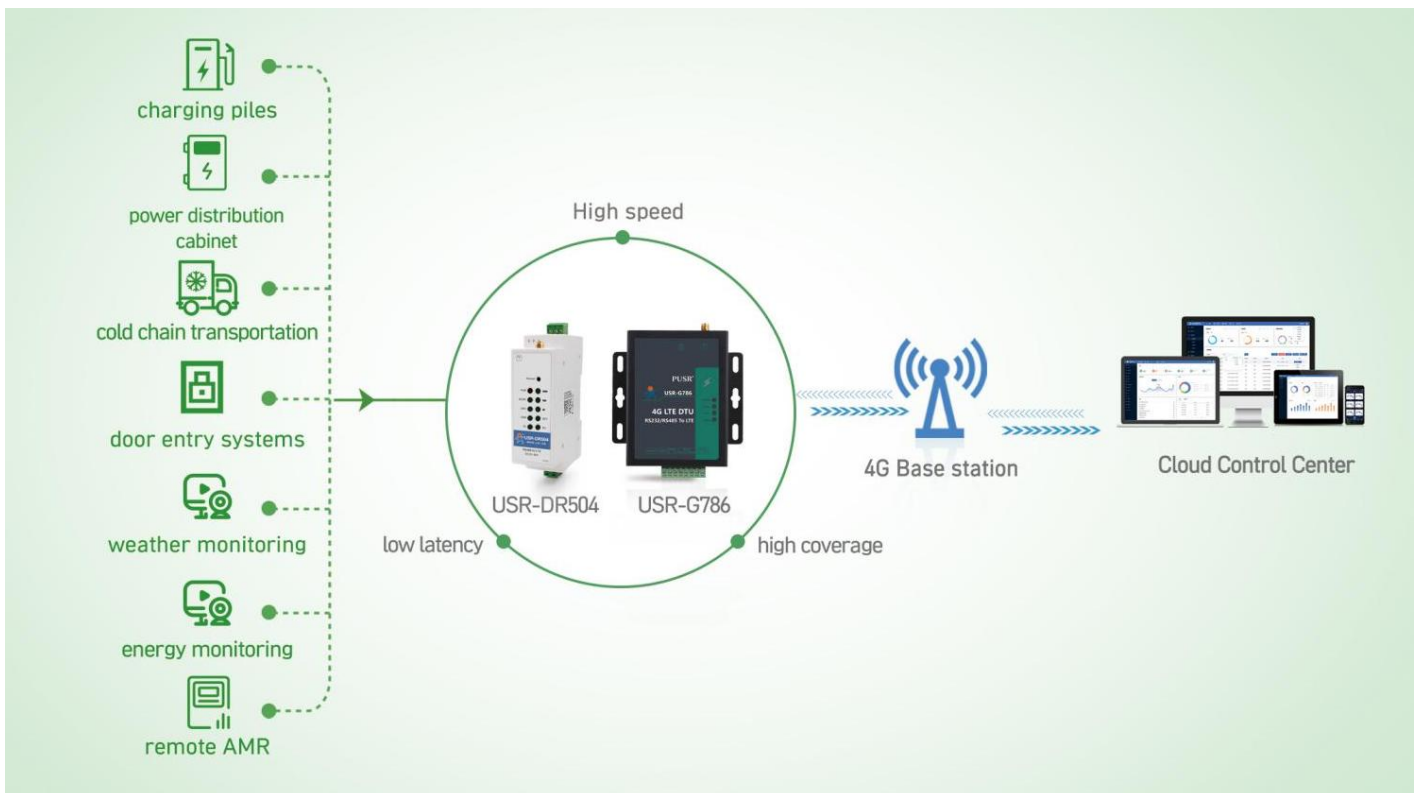 charging piles
power distribution
cabinet
cold chain transportation
door entry systems
weather monitoring
energy monitoring
remote AMR
High speed
low latency
high coverage
USR-DR504
PUSR
USR-G786
4G LTE DTU
RS232/RS485 To LTE
USR-DR504
USR-G786
4G Base station
Cloud Control Center